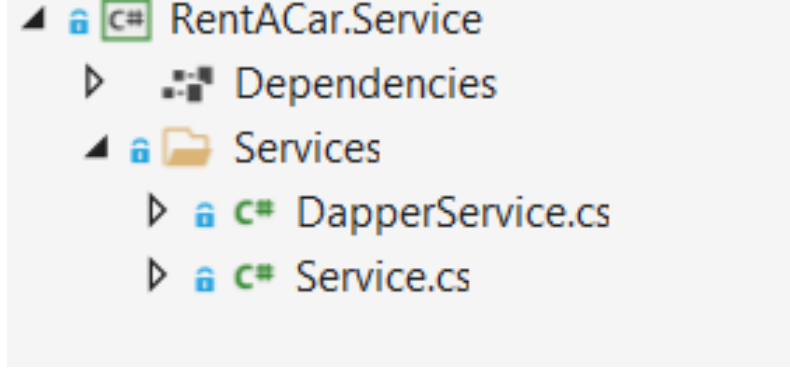 C# RentACar.Service
Dependencies
Services
C# DapperService.cs
C# Service.cs